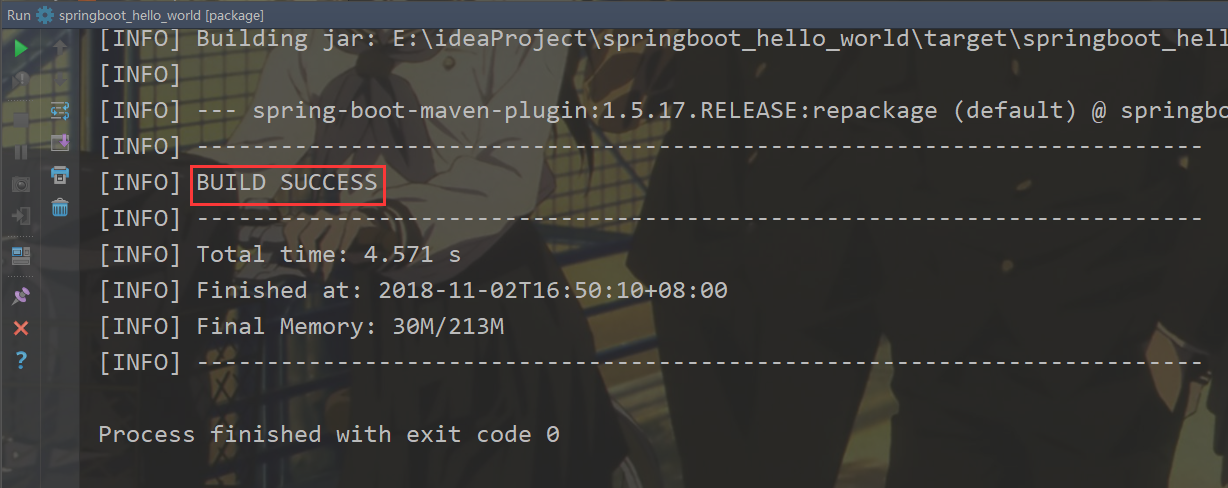 Run springboot_hello_world [package]
[INFO] Building jar: E:\ideaProject\springboot_hello_world\target\springboot_hell
[INFO]
[INFO] --- spring-boot-maven-plugin:1.5.17.RELEASE:repackage (default) @ springbo
[INFO] ------------------------------------------------------------------------
[INFO] BUILD SUCCESS
[INFO] ------------------------------------------------------------------------
[INFO] Total time: 4.571 s
[INFO] Finished at: 2018-11-02T16:50:10+08:00
[INFO] Final Memory: 30M/213M
[INFO] ------------------------------------------------------------------------
Process finished with exit code 0